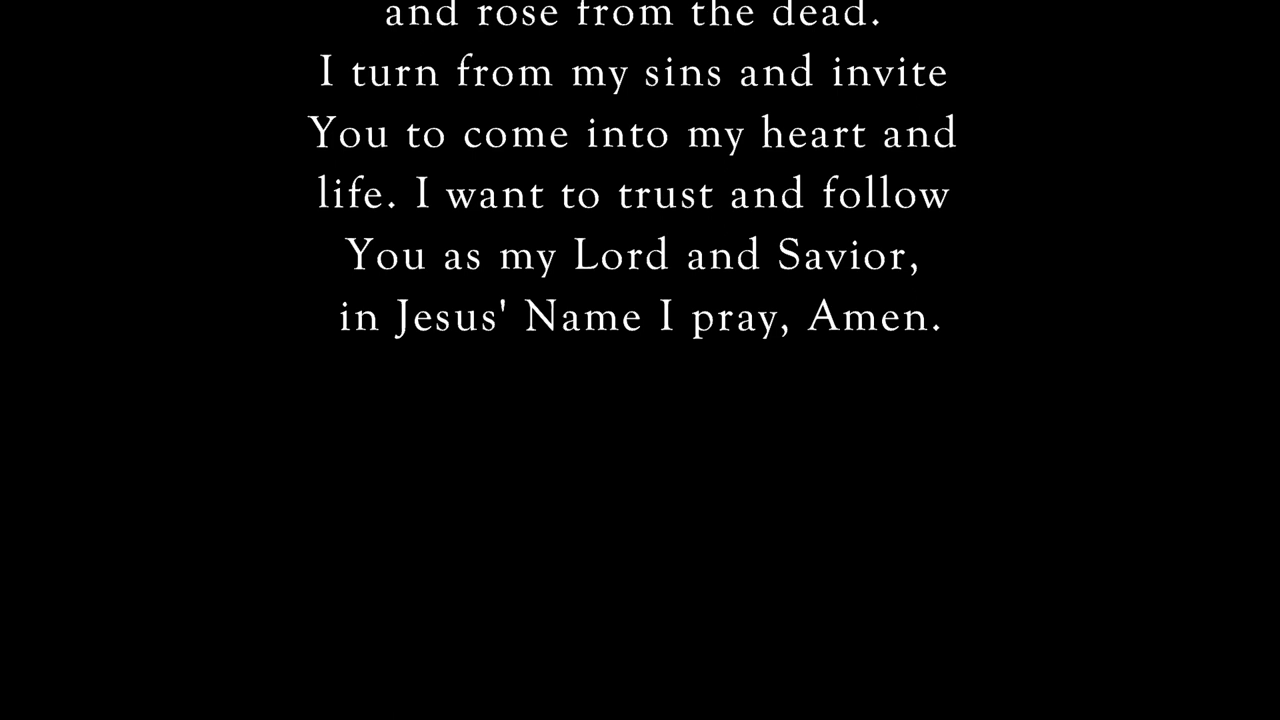 and rose from the dead.
I turn from my sins and invite
You to come into my heart and
life. I want to trust and follow
You as my Lord and Savior,
in Jesus' Name I pray, Amen.